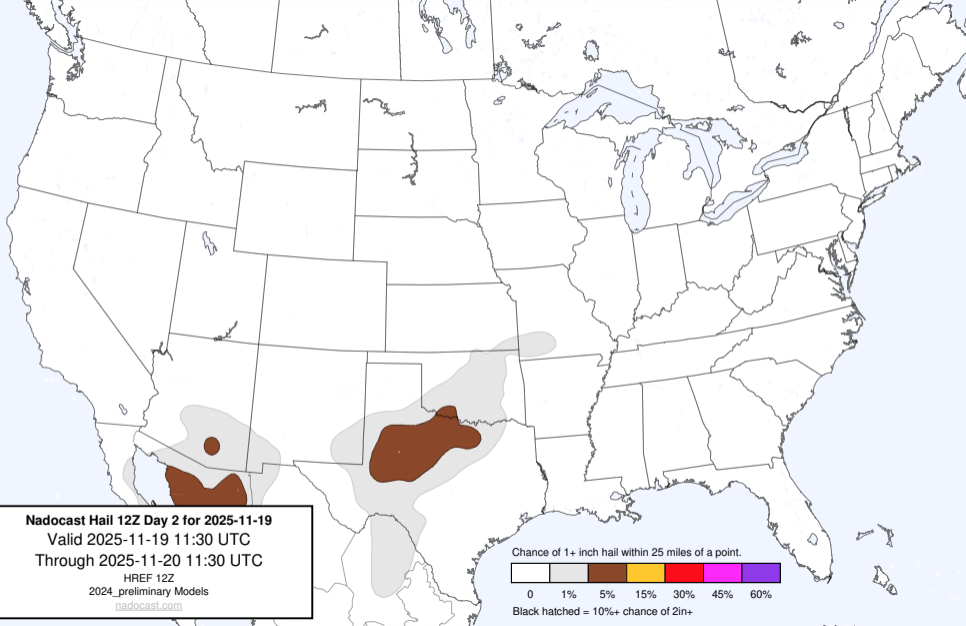 Nadocast Hail 12Z Day 2 for 2025-11-19
Valid 2025-11-19 11:30 UTC
Through 2025-11-20 11:30 UTC
HREF 12Z
2024_preliminary Models
nadocast.com
Chance of 1+ inch hail within 25 miles of a point.
0 1% 5% 15% 30% 45% 60%
Black hatched = 10%+ chance of 2in+